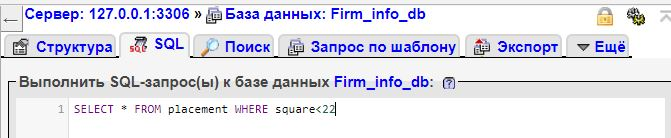 Сервер: 127.0.0.1:3306 » База данных: Firm_info_db
Структура SQL Поиск Запрос по шаблону Экспорт Ещё
Выполнить SQL-запрос(ы) к базе данных Firm_info_db:
1 SELECT * FROM placement WHERE square<22